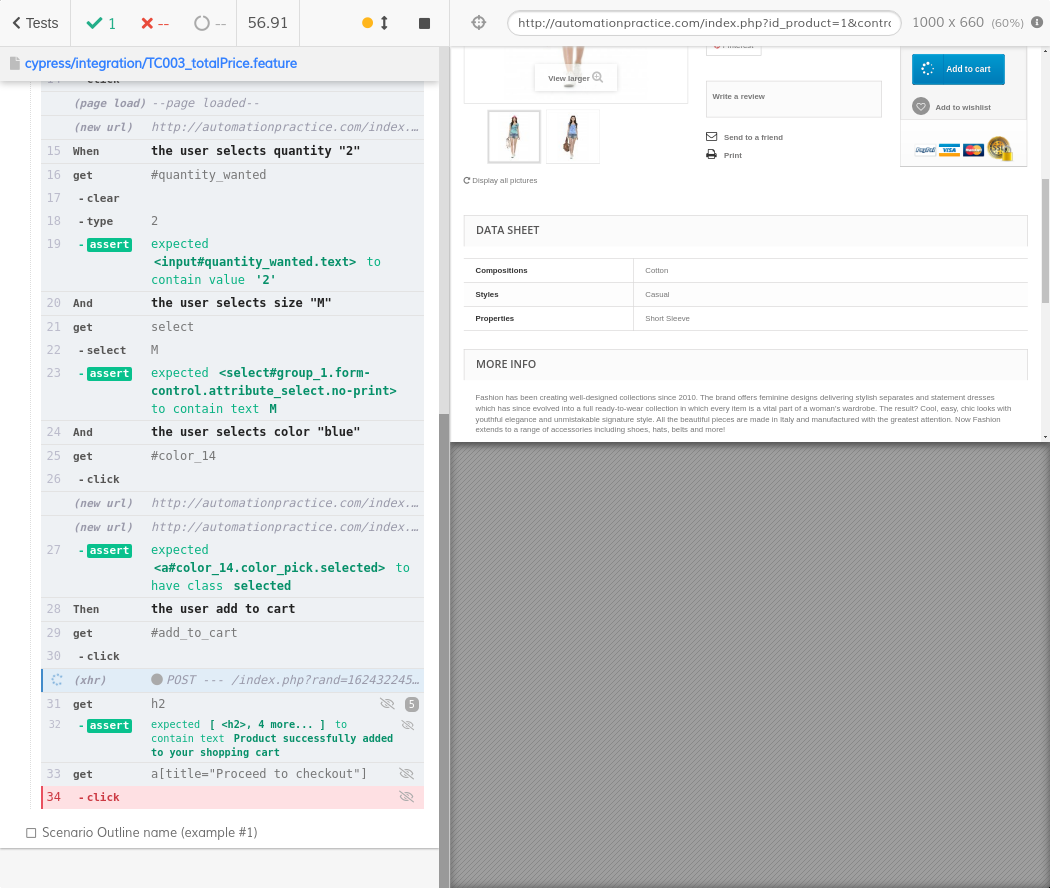 Tests
1
--
--
56.91
http://automationpractice.com/index.php?id_product=1&contro
1000 x 660 (60%)
cypress/integration/TC003_totalPrice.feature
(page load) --page loaded--
(new url) http://automationpractice.com/index....
15 When the user selects quantity "2"
16 get #quantity_wanted
17 - clear
18 - type 2
19 - assert expected
<input#quantity_wanted.text> to
contain value '2'
20 And the user selects size "M"
21 get select
22 - select M
23 - assert expected <select#group_1.form-
control.attribute_select.no-print>
to contain text M
24 And the user selects color "blue"
25 get #color_14
26 - click
(new url) http://automationpractice.com/index....
(new url) http://automationpractice.com/index....
27 - assert expected
<a#color_14.color_pick.selected> to
have class selected
28 Then the user add to cart
29 get #add_to_cart
30 - click
(xhr) POST --- /index.php?rand=162432245...
31 get h2 5
32 - assert expected [ <h2>, 4 more... ] to
contain text Product successfully added
to your shopping cart
33 get a[title="Proceed to checkout"]
34 - click
Scenario Outline name (example #1)
View larger
Display all pictures
Write a review
Send to a friend
Print
Add to cart
Add to wishlist
PayPal VISA MasterCard SSL
DATA SHEET
Compositions Cotton
Styles Casual
Properties Short Sleeve
MORE INFO
Fashion has been creating well-designed collections since 2010. The brand offers feminine designs delivering stylish separates and statement dresses
which has since evolved into a full ready-to-wear collection in which every item is a vital part of a woman's wardrobe. The result? Cool, easy, chic looks with
youthful elegance and unmistakable signature style. All the beautiful pieces are made in Italy and manufactured with the greatest attention. Now Fashion
extends to a range of accessories including shoes, hats, belts and more!